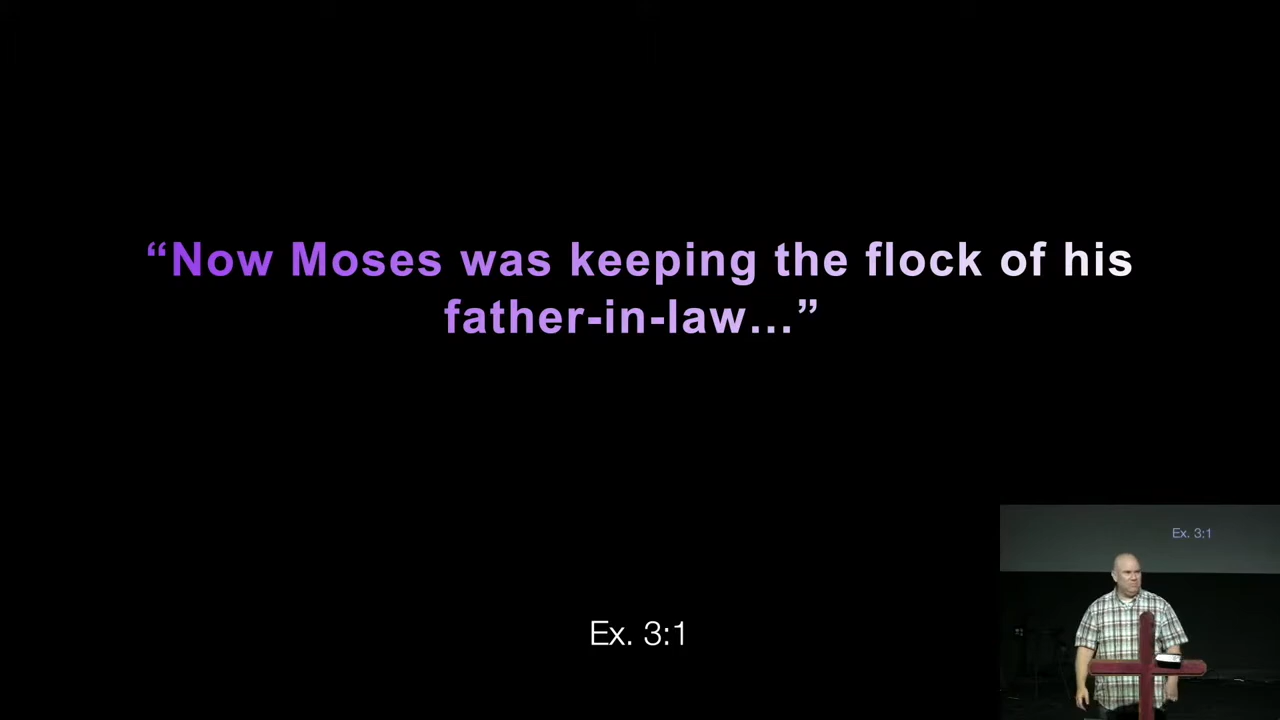 “Now Moses was keeping the flock of his
father-in-law...”
Ex. 3:1
Ex. 3:1